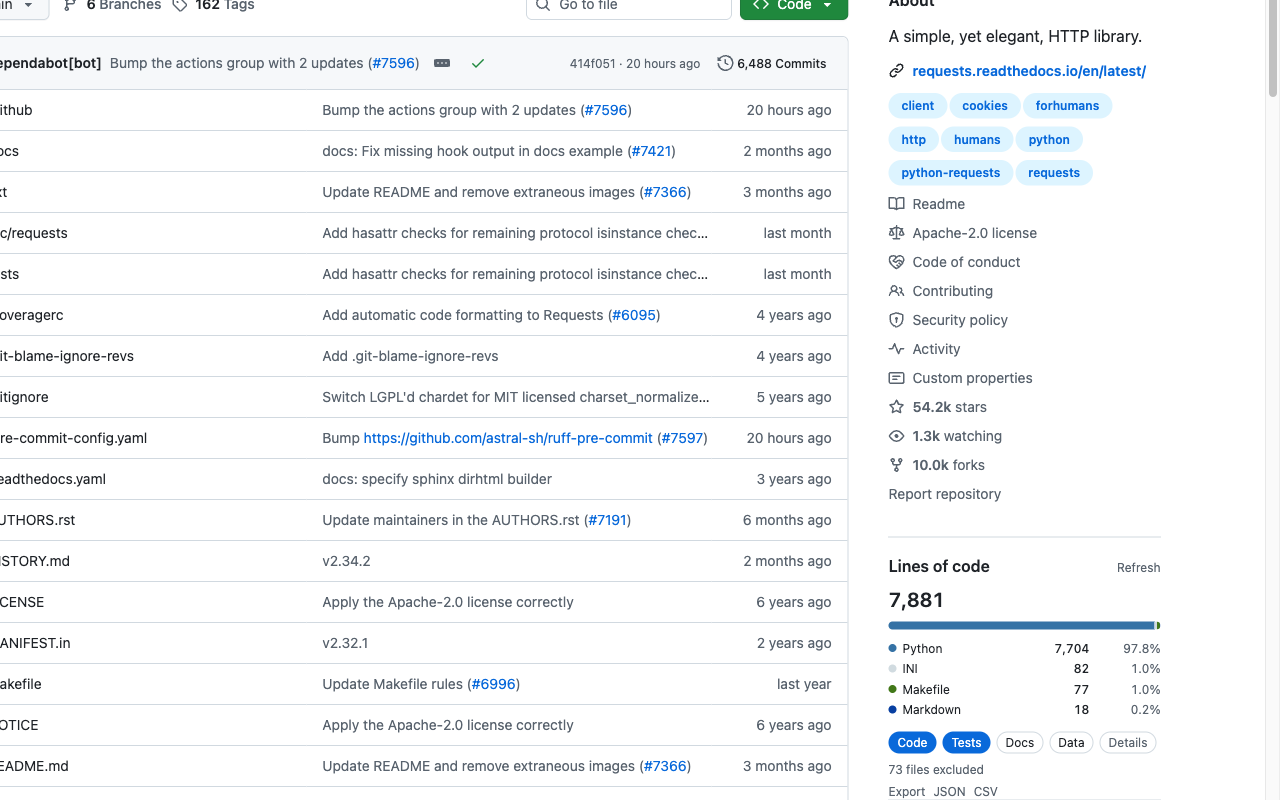 in 6 Branches 162 Tags Go to file Code
ependabot[bot] Bump the actions group with 2 updates (#7596) 414f051 · 20 hours ago 6,488 Commits
ithub Bump the actions group with 2 updates (#7596) 20 hours ago
ocs docs: Fix missing hook output in docs example (#7421) 2 months ago
xt Update README and remove extraneous images (#7366) 3 months ago
c/requests Add hasattr checks for remaining protocol isinstance chec... last month
sts Add hasattr checks for remaining protocol isinstance chec... last month
overagerc Add automatic code formatting to Requests (#6095) 4 years ago
it-blame-ignore-revs Add .git-blame-ignore-revs 4 years ago
itignore Switch LGPL'd chardet for MIT licensed charset_normalize... 5 years ago
re-commit-config.yaml Bump https://github.com/astral-sh/ruff-pre-commit (#7597) 20 hours ago
eadthedocs.yaml docs: specify sphinx dirhtml builder 3 years ago
UTHORS.rst Update maintainers in the AUTHORS.rst (#7191) 6 months ago
ISTORY.md v2.34.2 2 months ago
CENSE Apply the Apache-2.0 license correctly 6 years ago
ANIFEST.in v2.32.1 2 years ago
akefile Update Makefile rules (#6996) last year
OTICE Apply the Apache-2.0 license correctly 6 years ago
EADME.md Update README and remove extraneous images (#7366) 3 months ago
About
A simple, yet elegant, HTTP library.
requests.readthedocs.io/en/latest/
client cookies forhumans
http humans python
python-requests requests
Readme
Apache-2.0 license
Code of conduct
Contributing
Security policy
Activity
Custom properties
54.2k stars
1.3k watching
10.0k forks
Report repository
Lines of code Refresh
7,881
Python 7,704 97.8%
INI 82 1.0%
Makefile 77 1.0%
Markdown 18 0.2%
Code Tests Docs Data Details
73 files excluded
Export JSON CSV